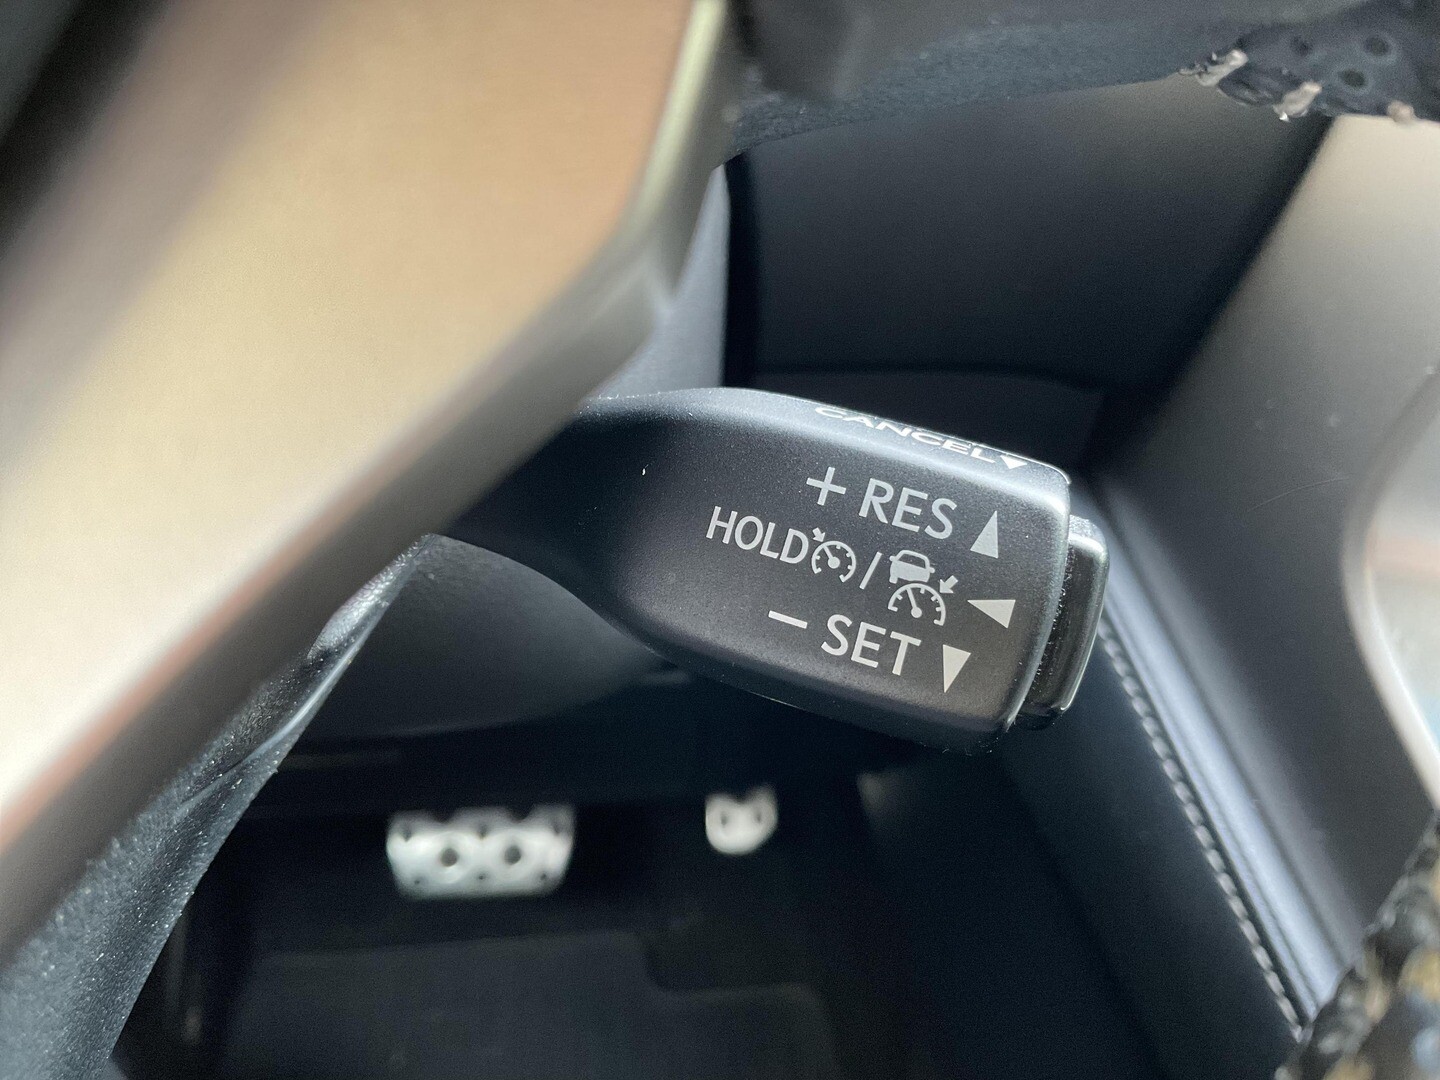 CANCEL▼
+ RES ▲
HOLD / ◀
− SET ▼